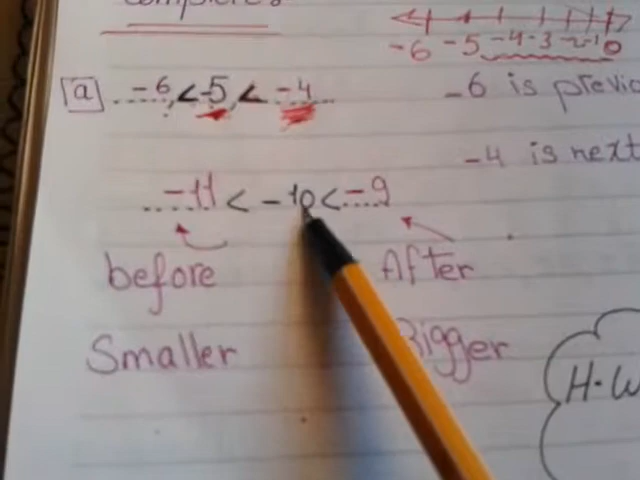 complete:
-6 -5 -4 -3 -2 -1 0
a -6 < -5 < -4
-6 is
-4 is next
-11 < -10 < -9
before After
Smaller Bigger
H.W